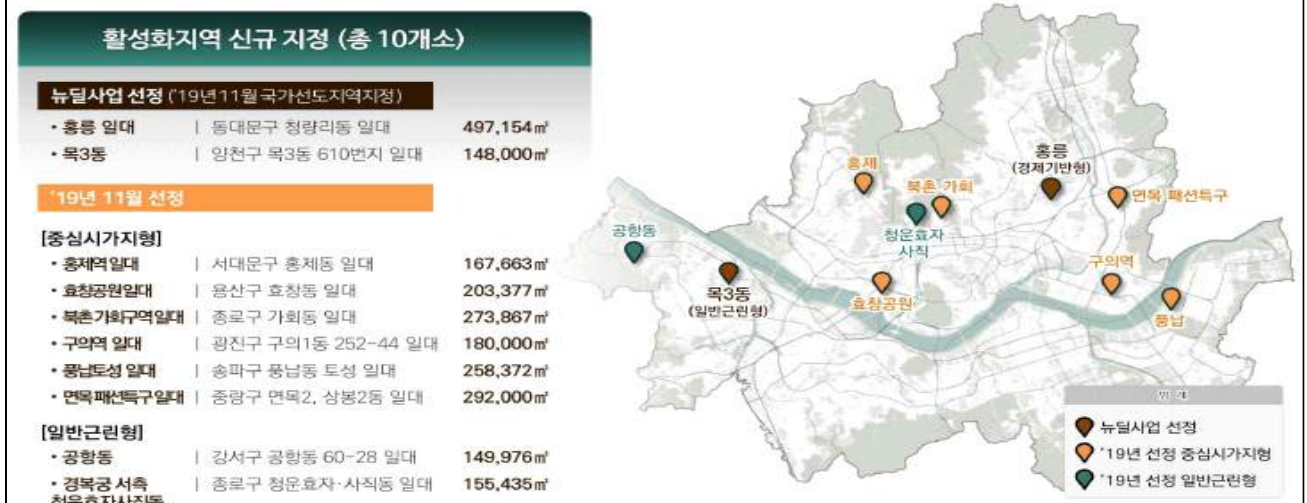 활성화지역 신규 지정 (총 10개소)
뉴딜사업 선정 ('19년 11월 국가선도지역지정)
• 홍릉 일대 | 동대문구 청량리동 일대 497,154㎡
• 목3동 | 양천구 목3동 610번지 일대 148,000㎡
'19년 11월 선정
[중심시가지형]
• 홍제역일대 | 서대문구 홍제동 일대 167,663㎡
• 효창공원일대 | 용산구 효창동 일대 203,377㎡
• 북촌가회구역일대 | 종로구 가회동 일대 273,867㎡
• 구의역 일대 | 광진구 구의1동 252-44 일대 180,000㎡
• 풍납토성 일대 | 송파구 풍납동 토성 일대 258,372㎡
• 면목패션특구일대 | 중랑구 면목2, 상봉2동 일대 292,000㎡
[일반근린형]
• 공항동 | 강서구 공항동 60-28 일대 149,976㎡
• 경복궁 서측 | 종로구 청운효자·사직동 일대 155,435㎡
청운효자사직동
홍제
북촌 가회
홍릉
(경제기반형)
면목 패션특구
공항동
청운효자
사직
목3동
(일반근린형)
효창공원
구의역
풍납
범례
뉴딜사업 선정
'19년 선정 중심시가지형
'19년 선정 일반근린형